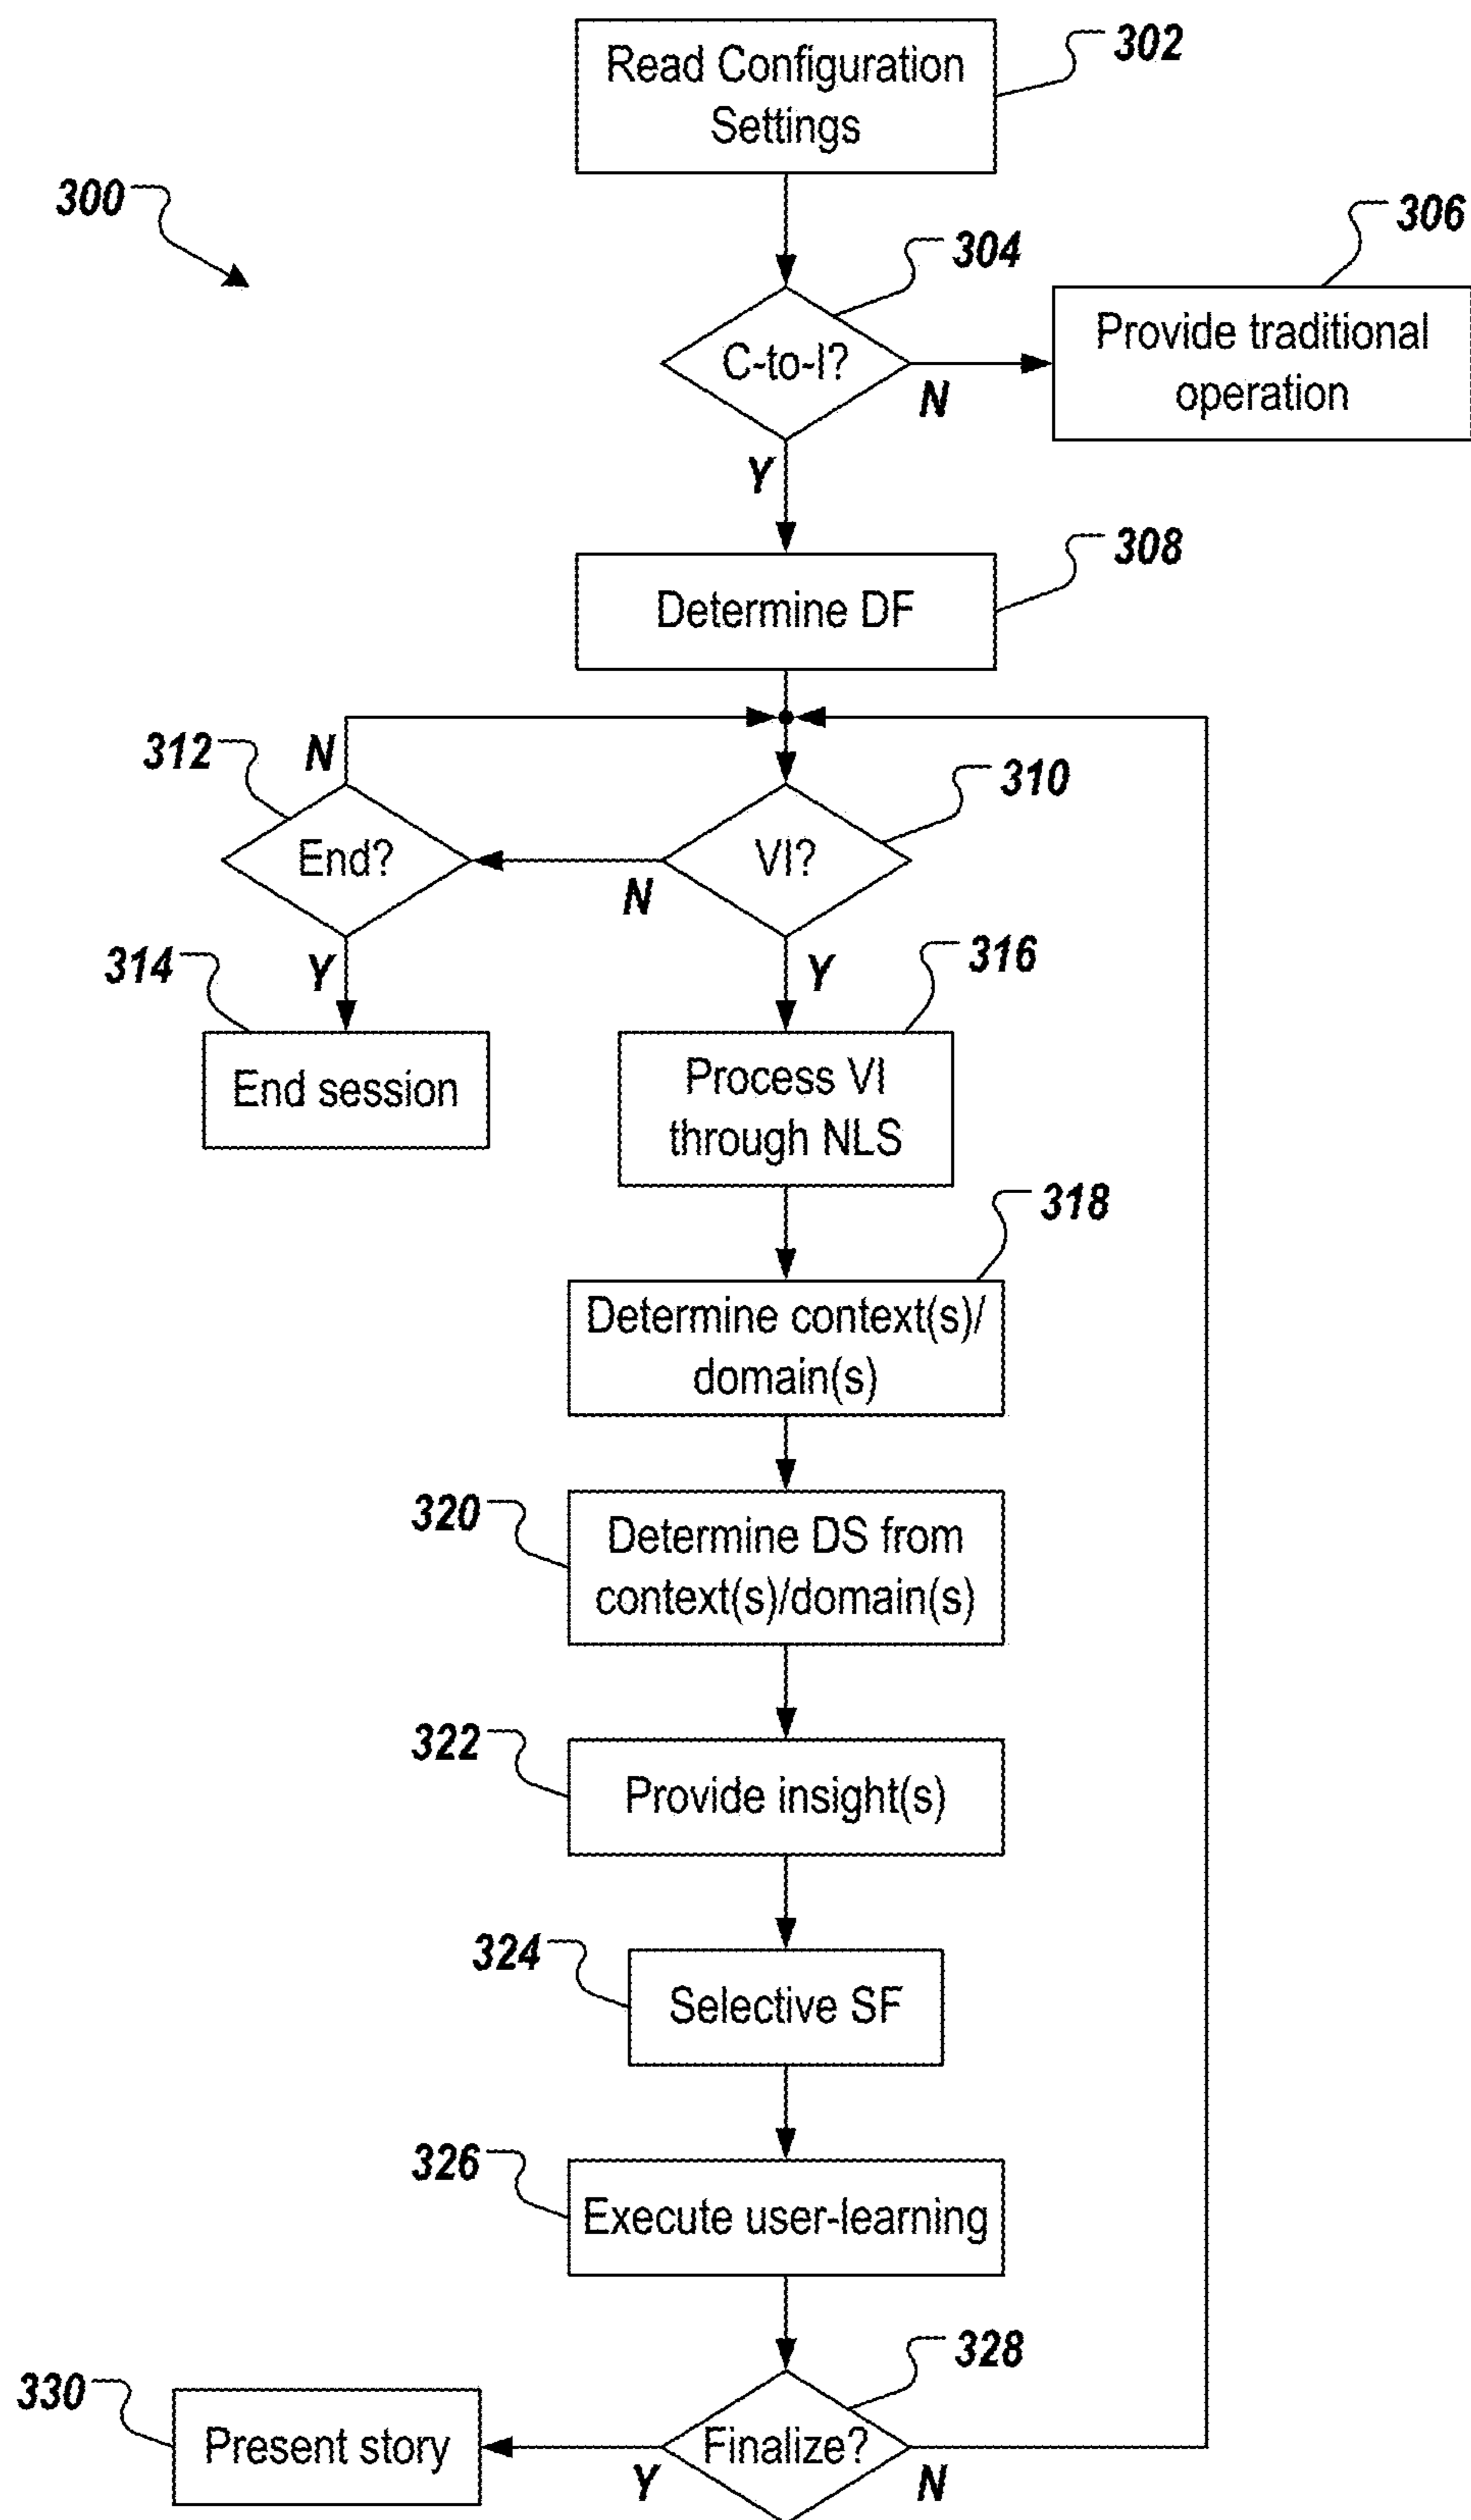 Read Configuration
Settings
302
300
304
306
C-to-I?
N
Provide traditional
operation
Y
308
Determine DF
312
N
310
End?
VI?
N
314
Y
Y
316
End session
Process VI
through NLS
318
Determine context(s)/
domain(s)
320
Determine DS from
context(s)/domain(s)
322
Provide insight(s)
324
Selective SF
326
Execute user-learning
328
330
Present story
Finalize?
Y
N